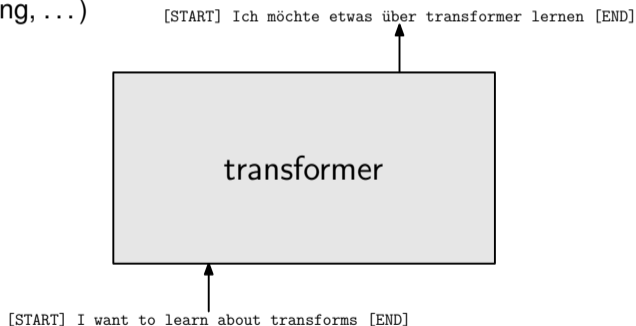 ng, ...)
[START] Ich möchte etwas über transformer lernen [END]
transformer
[START] I want to learn about transforms [END]